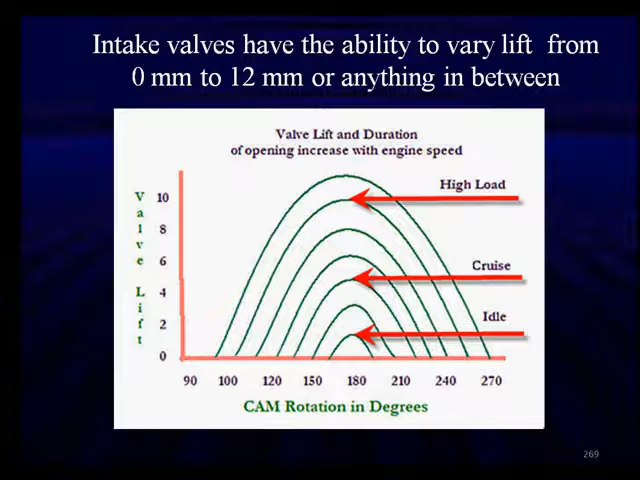 Intake valves have the ability to vary lift from
0 mm to 12 mm or anything in between
Valve Lift and Duration
of opening increase with engine speed
High Load
Cruise
Idle
Valve Lift
10
8
6
4
2
0
90 100 120 150 180 210 240 270
CAM Rotation in Degrees
269